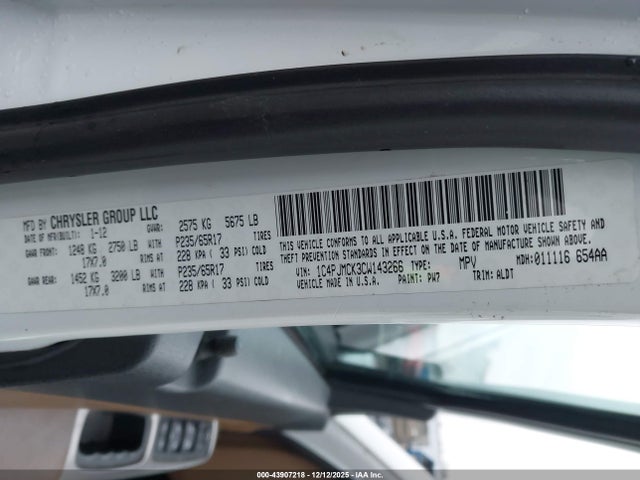 MFD BY CHRYSLER GROUP LLC
DATE OF MFR(BUILT): 1-12 GVWR: 2575 KG 5675 LB
GAWR FRONT: 1248 KG 2750 LB WITH P235/65R17 TIRES
17X7.0 RIMS AT 228 KPA ( 33 PSI) COLD
GAWR REAR: 1452 KG 3200 LB WITH P235/65R17 TIRES
17X7.0 RIMS AT 228 KPA ( 33 PSI) COLD
THIS VEHICLE CONFORMS TO ALL APPLICABLE U.S.A. FEDERAL MOTOR VEHICLE SAFETY AND
THEFT PREVENTION STANDARDS IN EFFECT ON THE DATE OF MANUFACTURE SHOWN ABOVE.
VIN: 1C4PJMCK3CW143266 TYPE: MPV MDH: 011116 654AA
PAINT: PW7 TRIM: ALDT
000-43907218 - 12/12/2025 - IAA Inc.